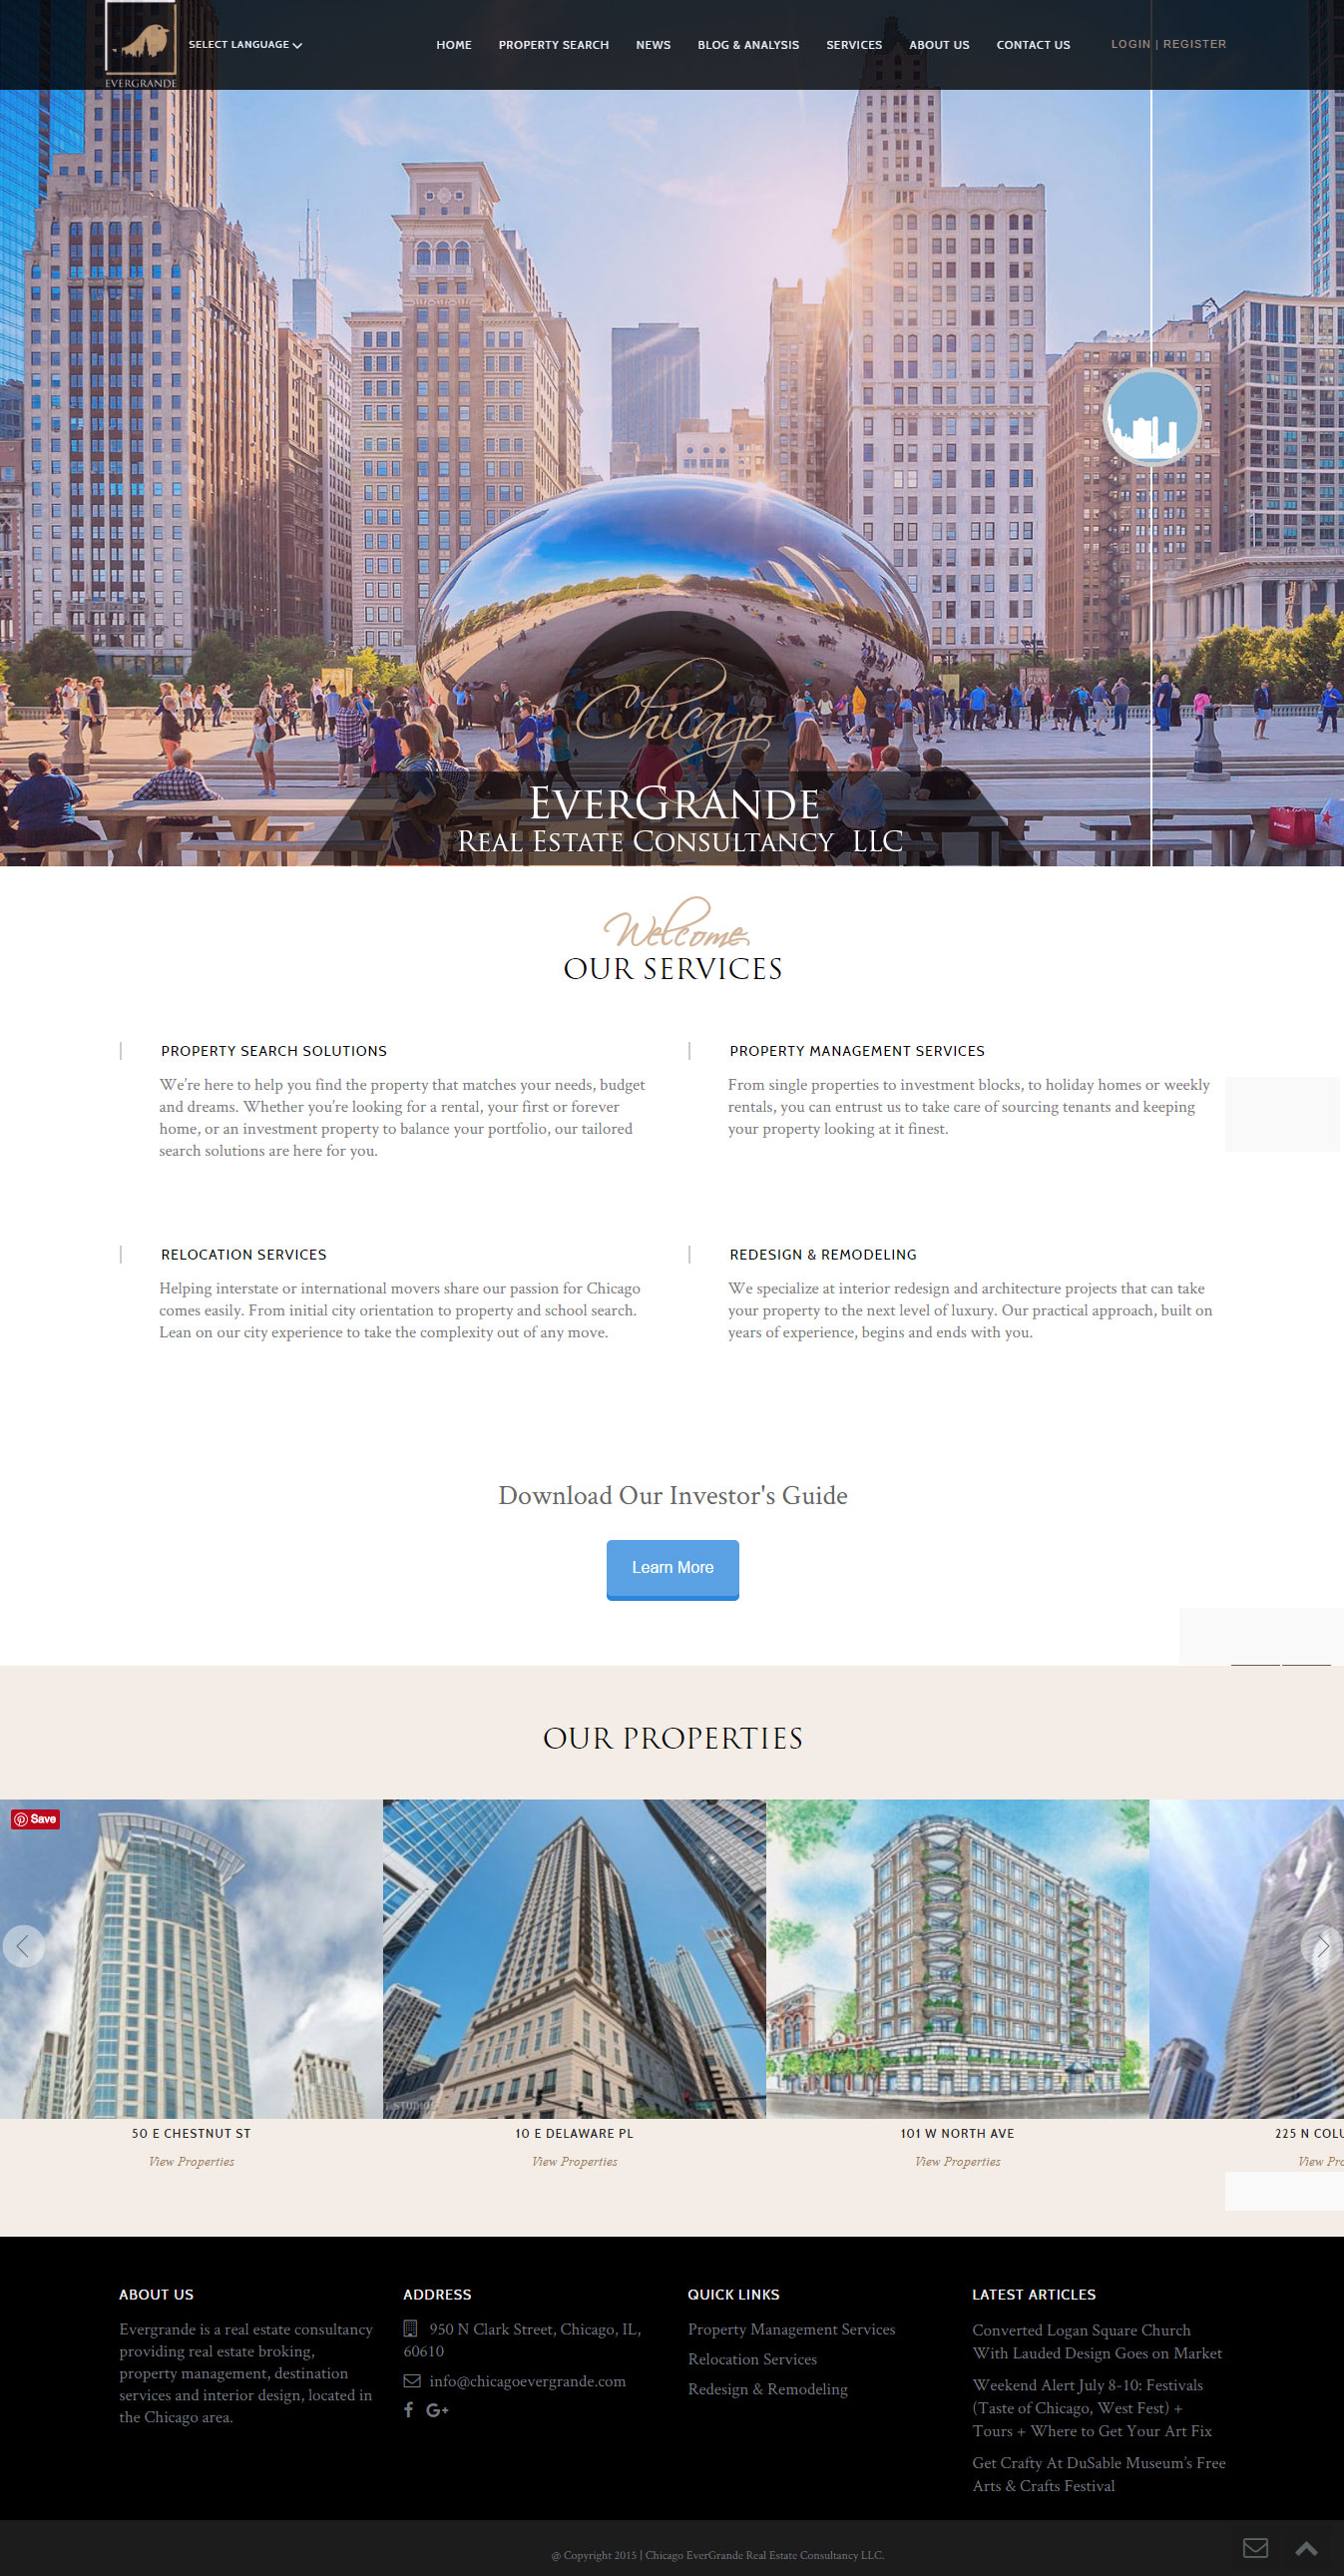 EVERGRANDE
SELECT LANGUAGE
HOME PROPERTY SEARCH NEWS BLOG & ANALYSIS SERVICES ABOUT US CONTACT US LOGIN | REGISTER
PLAY
Chicago
EVERGRANDE
REAL ESTATE CONSULTANCY LLC
Welcome
OUR SERVICES
PROPERTY SEARCH SOLUTIONS
We're here to help you find the property that matches your needs, budget
and dreams. Whether you're looking for a rental, your first or forever
home, or an investment property to balance your portfolio, our tailored
search solutions are here for you.
PROPERTY MANAGEMENT SERVICES
From single properties to investment blocks, to holiday homes or weekly
rentals, you can entrust us to take care of sourcing tenants and keeping
your property looking at it finest.
RELOCATION SERVICES
Helping interstate or international movers share our passion for Chicago
comes easily. From initial city orientation to property and school search.
Lean on our city experience to take the complexity out of any move.
REDESIGN & REMODELING
We specialize at interior redesign and architecture projects that can take
your property to the next level of luxury. Our practical approach, built on
years of experience, begins and ends with you.
Download Our Investor's Guide
Learn More
OUR PROPERTIES
Save
STUDIOS
50 E CHESTNUT ST
View Properties
10 E DELAWARE PL
View Properties
101 W NORTH AVE
View Properties
225 N COLU
View Pro
ABOUT US
Evergrande is a real estate consultancy
providing real estate broking,
property management, destination
services and interior design, located in
the Chicago area.
ADDRESS
950 N Clark Street, Chicago, IL,
60610
info@chicagoevergrande.com
QUICK LINKS
Property Management Services
Relocation Services
Redesign & Remodeling
LATEST ARTICLES
Converted Logan Square Church
With Lauded Design Goes on Market
Weekend Alert July 8-10: Festivals
(Taste of Chicago, West Fest) +
Tours + Where to Get Your Art Fix
Get Crafty At DuSable Museum's Free
Arts & Crafts Festival
@ Copyright 2015 | Chicago EverGrande Real Estate Consultancy LLC.